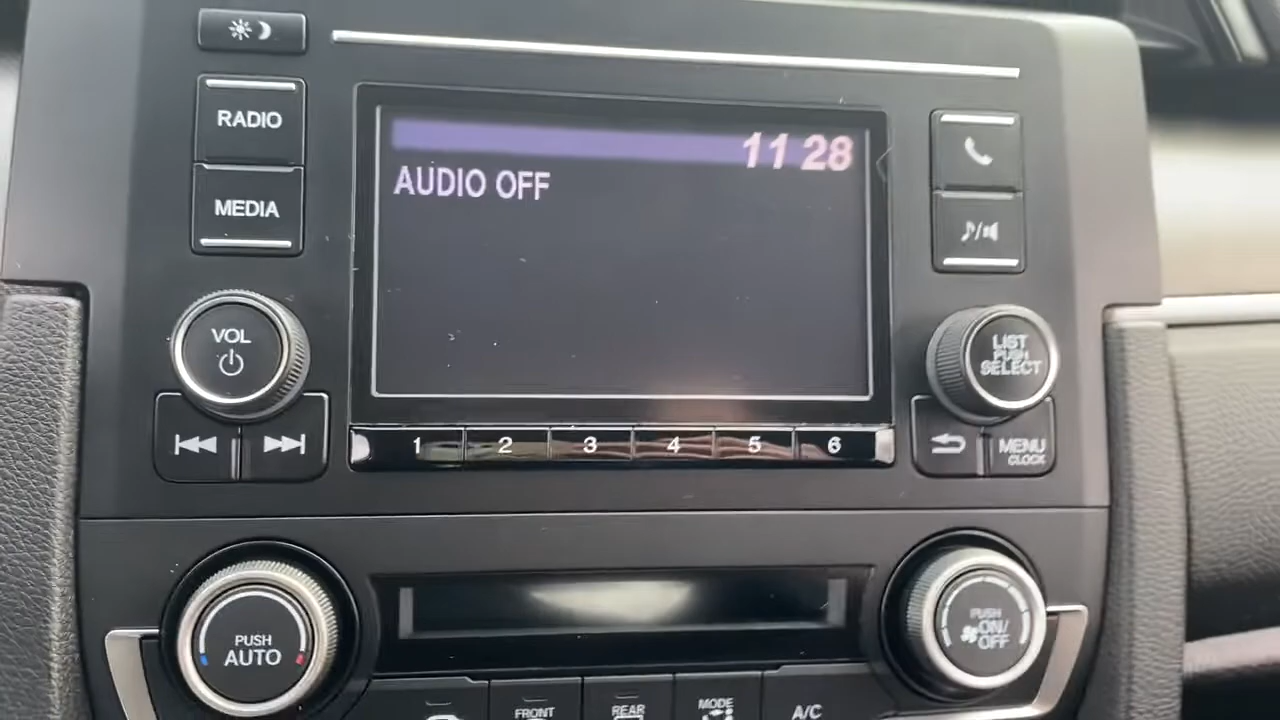 RADIO
MEDIA
11 28
AUDIO OFF
VOL
LIST
PUSH
SELECT
1 2 3 4 5 6
MENU
CLOCK
PUSH
AUTO
PUSH
ON/
OFF
FRONT
REAR
MODE
A/C